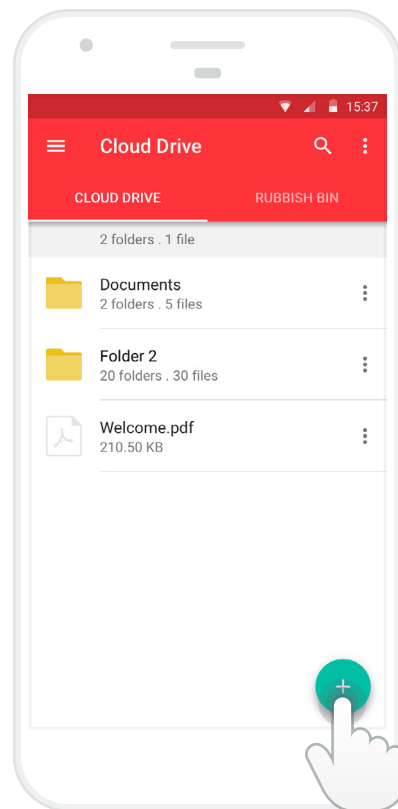 15:37
Cloud Drive
CLOUD DRIVE RUBBISH BIN
2 folders . 1 file
Documents
2 folders . 5 files
Folder 2
20 folders . 30 files
Welcome.pdf
210.50 KB